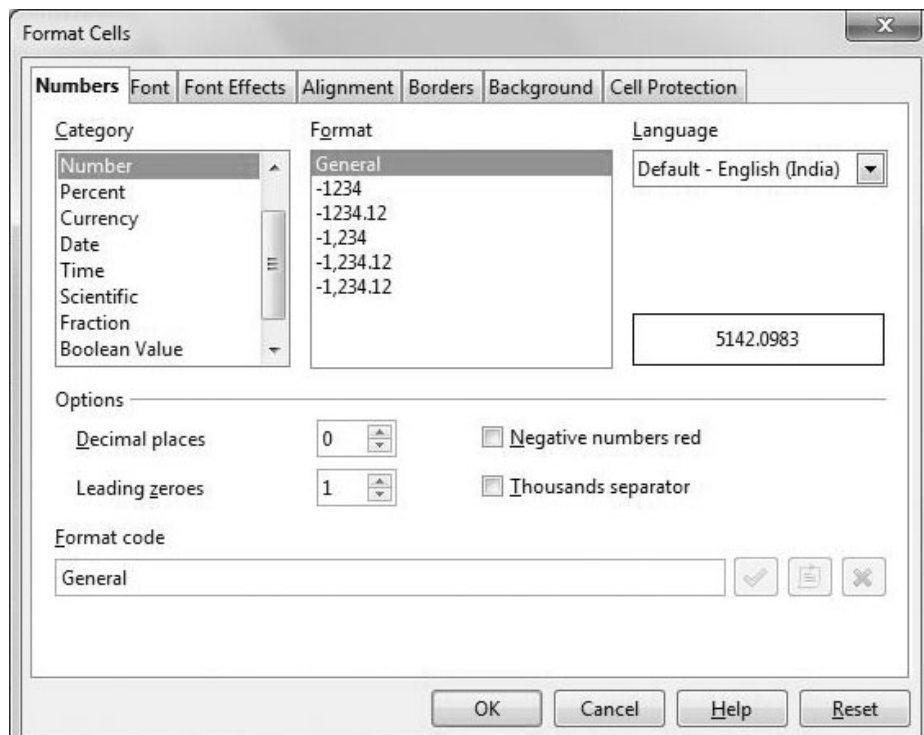 Format Cells
X
Numbers Font Font Effects Alignment Borders Background Cell Protection
Category
Number
Percent
Currency
Date
Time
Scientific
Fraction
Boolean Value
Format
General
-1234
-1234.12
-1,234
-1,234.12
-1,234.12
Language
Default - English (India)
5142.0983
Options
Decimal places 0 Negative numbers red
Leading zeroes 1 Thousands separator
Format code
General
OK Cancel Help Reset